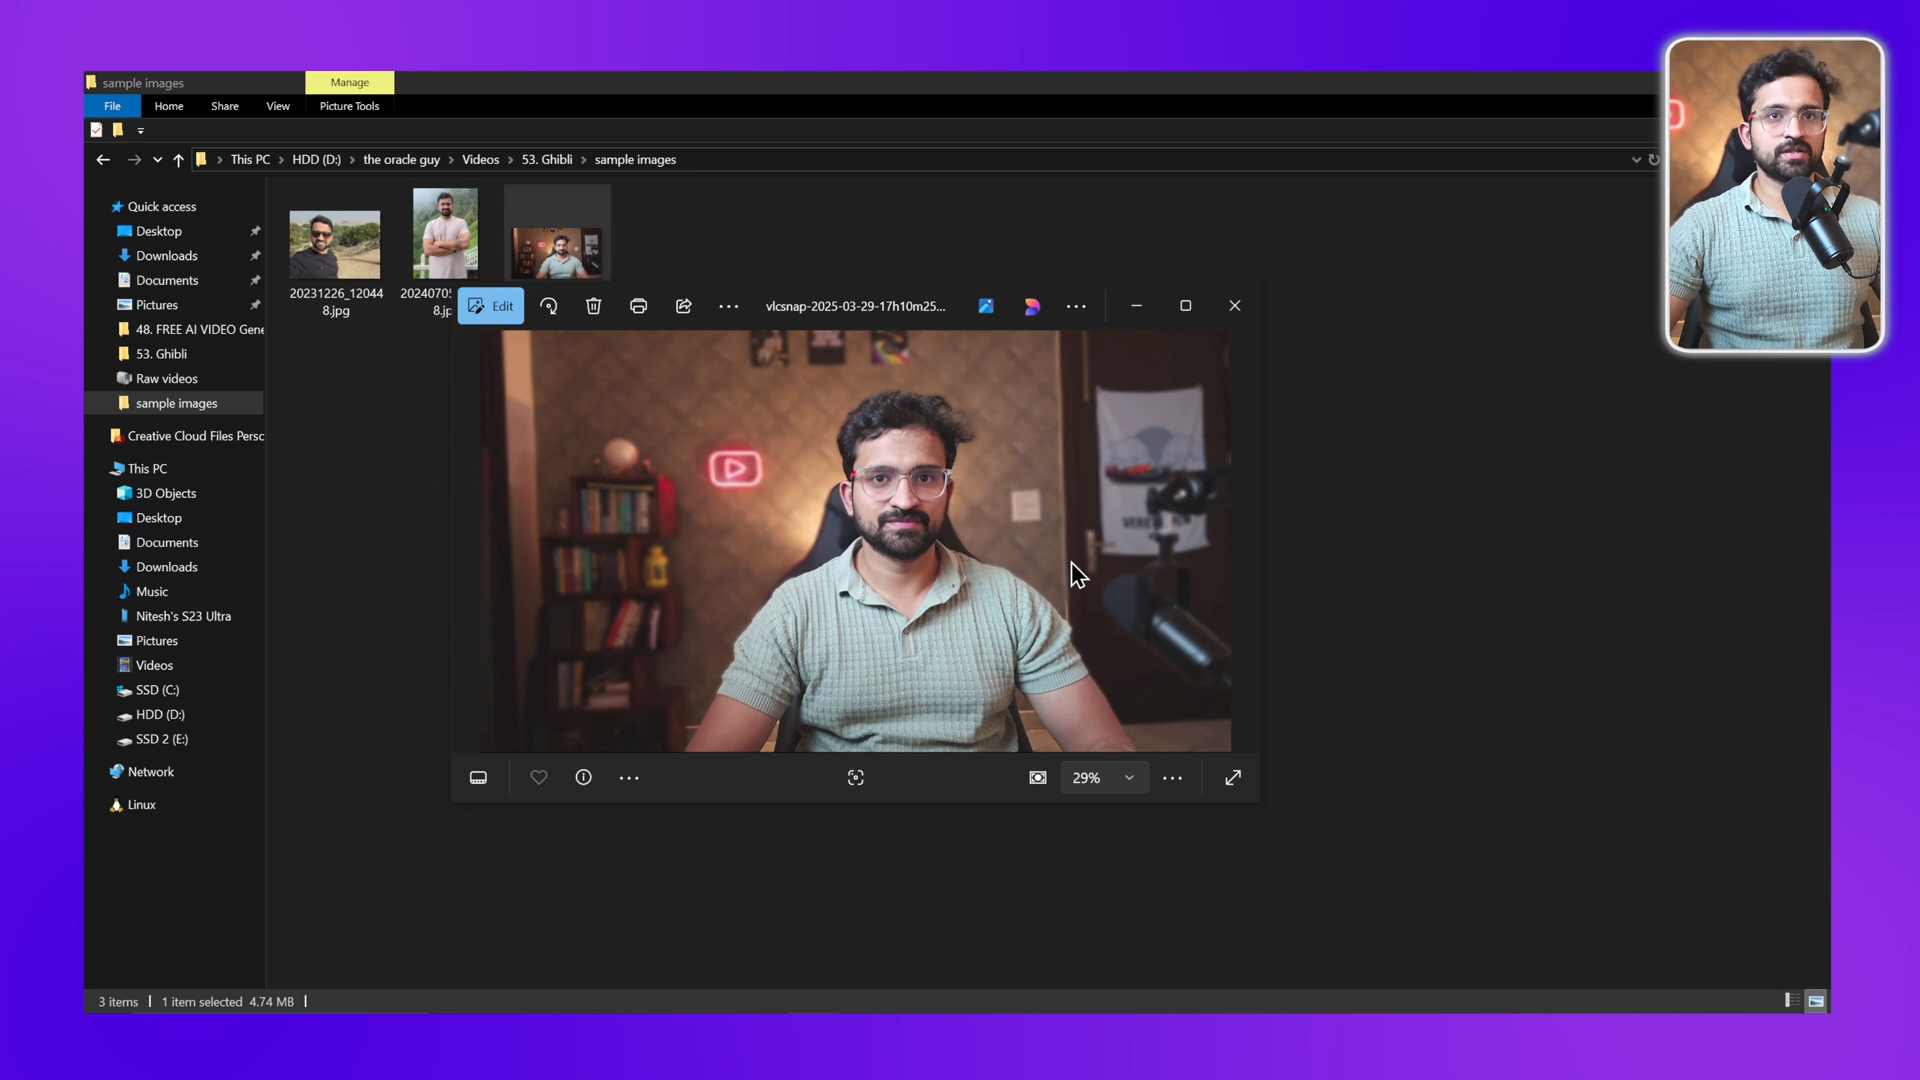 sample images
Manage
File
Home
Share
View
Picture Tools
This PC
HDD (D:)
the oracle guy
Videos
53. Ghibli
sample images
Quick access
Desktop
Downloads
Documents
Pictures
48. FREE AI VIDEO Gene
53. Ghibli
Raw videos
sample images
Creative Cloud Files Persc
This PC
3D Objects
Desktop
Documents
Downloads
Music
Nitesh's S23 Ultra
Pictures
Videos
SSD (C:)
HDD (D:)
SSD 2 (E:)
Network
Linux
20231226_12044
8.jpg
2024070
8.jp
Edit
vlcsnap-2025-03-29-17h10m25...
29%
3 items
1 item selected 4.74 MB